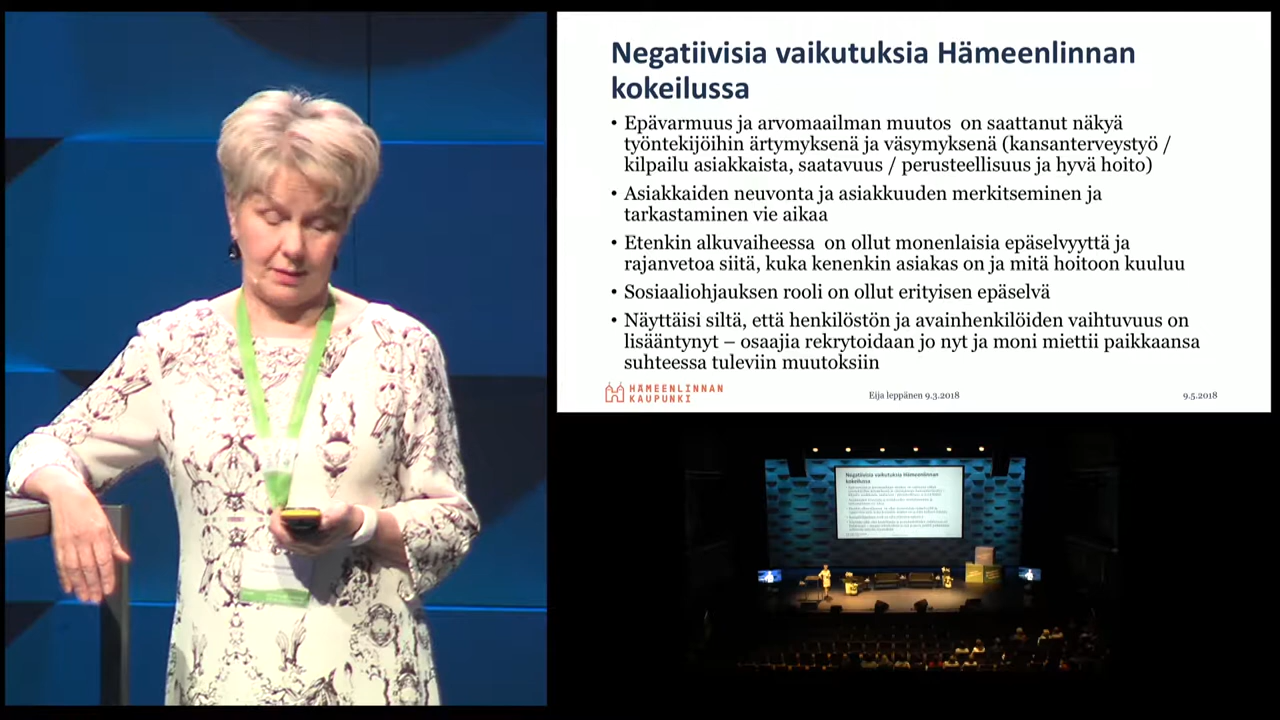 Negatiivisia vaikutuksia Hämeenlinnan
kokeilussa
• Epävarmuus ja arvomaailman muutos on saattanut näkyä
työntekijöihin ärtymyksenä ja väsymyksenä (kansanterveystyö /
kilpailu asiakkaista, saatavuus / perusteellisuus ja hyvä hoito)
• Asiakkaiden neuvonta ja asiakkuuden merkitseminen ja
tarkastaminen vie aikaa
• Etenkin alkuvaiheessa on ollut monenlaisia epäselvyyttä ja
rajanvetoa siitä, kuka kenenkin asiakas on ja mitä hoitoon kuuluu
• Sosiaaliohjauksen rooli on ollut erityisen epäselvä
• Näyttäisi siltä, että henkilöstön ja avainhenkilöiden vaihtuvuus on
lisääntynyt – osaajia rekrytoidaan jo nyt ja moni miettii paikkaansa
suhteessa tuleviin muutoksiin
HÄMEENLINNAN
KAUPUNKI
Eija leppänen 9.3.2018
9.5.2018
Negatiivisia vaikutuksia Hämeenlinnan
kokeilussa